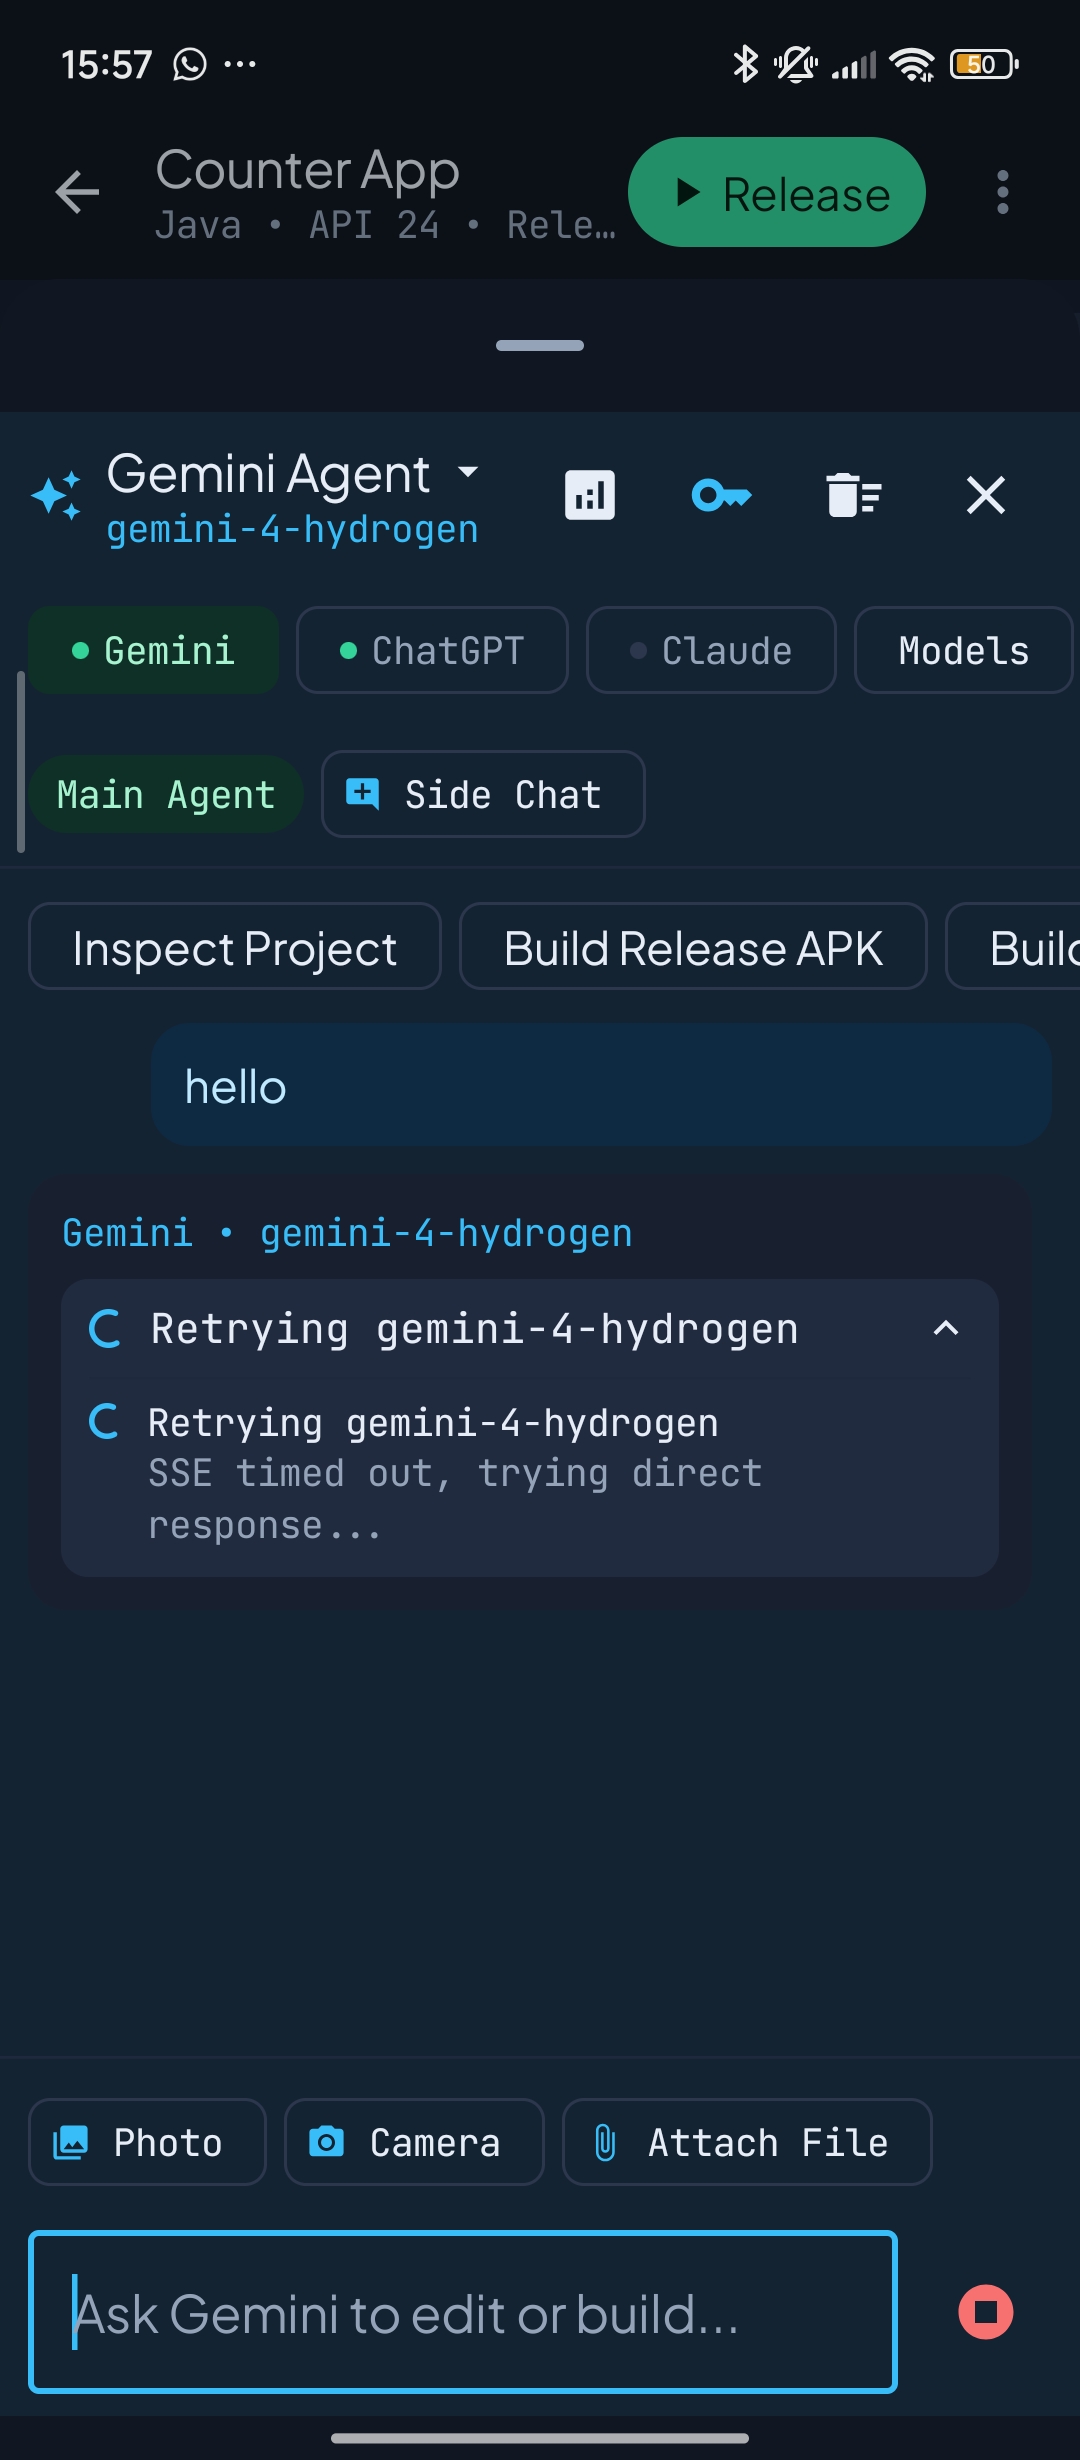 15:57
50
Counter App
Java • API 24 • Rele…
Release
Gemini Agent
gemini-4-hydrogen
Gemini
ChatGPT
Claude
Models
Main Agent
Side Chat
Inspect Project
Build Release APK
Build
hello
Gemini • gemini-4-hydrogen
Retrying gemini-4-hydrogen
Retrying gemini-4-hydrogen
SSE timed out, trying direct
response...
Photo
Camera
Attach File
Ask Gemini to edit or build...